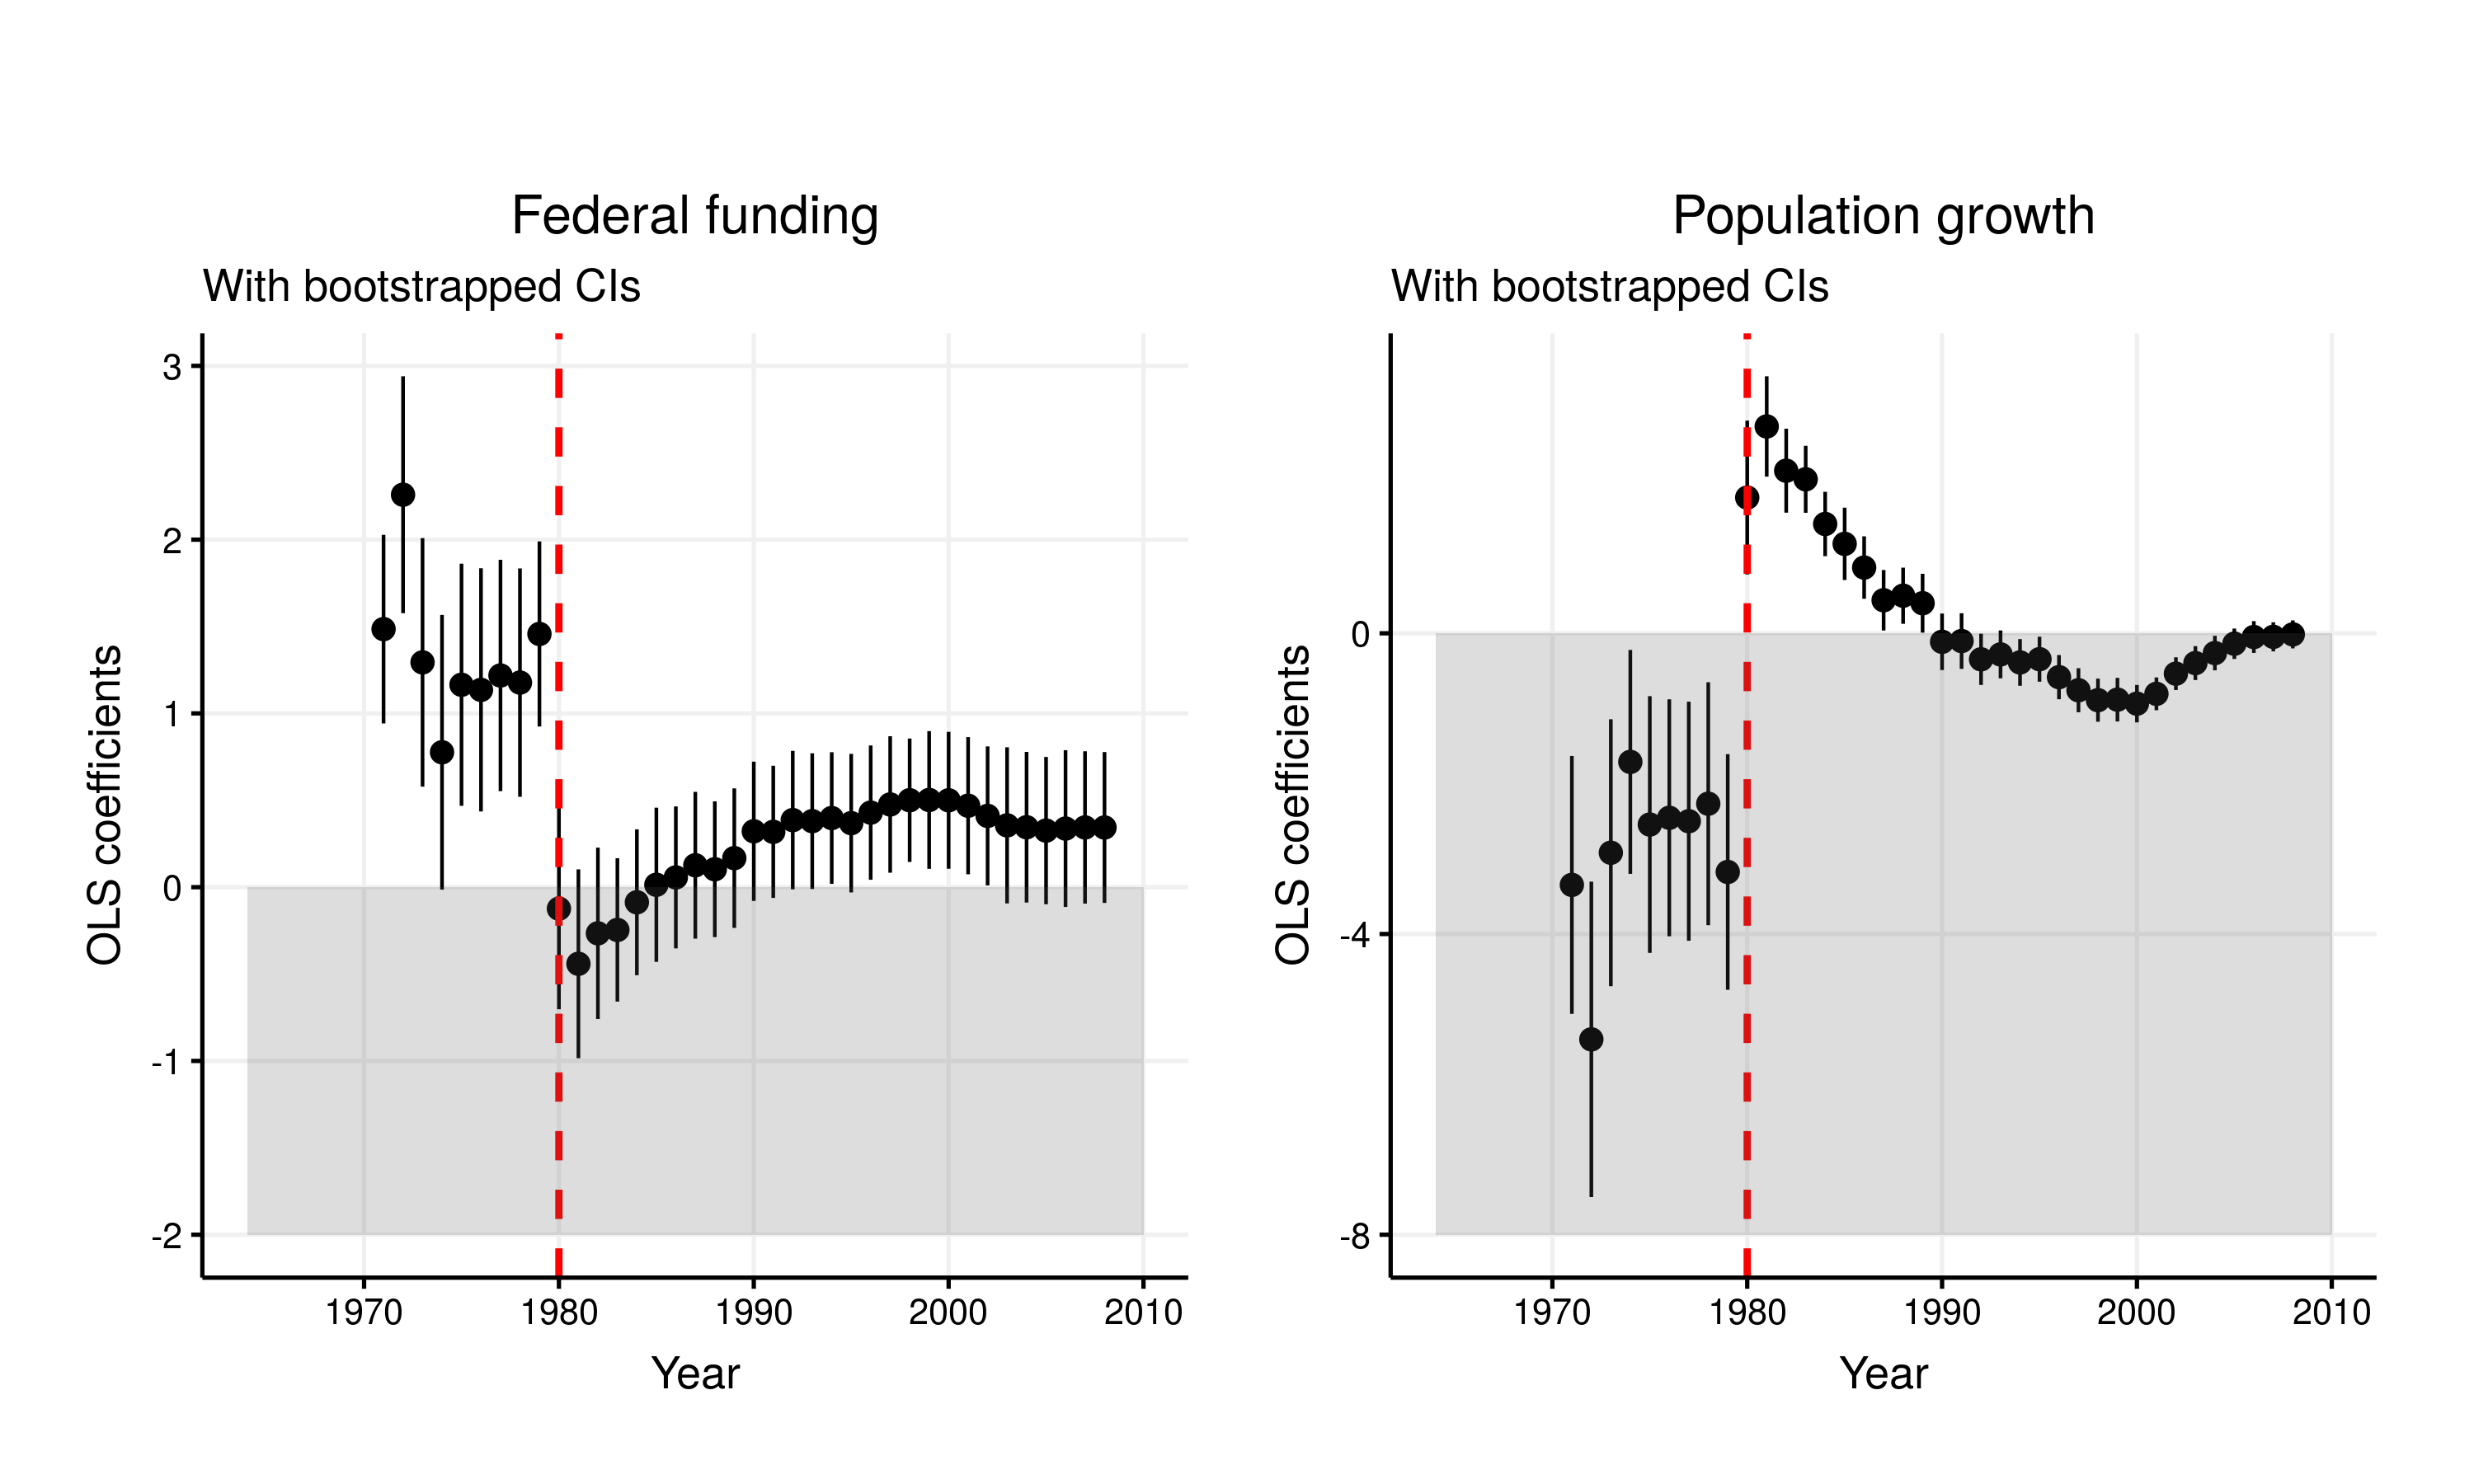 Federal funding
With bootstrapped CIs
OLS coefficients
3
2
1
0
-1
-2
1970 1980 1990 2000 2010
Year
Population growth
With bootstrapped CIs
OLS coefficients
0
-4
-8
1970 1980 1990 2000 2010
Year